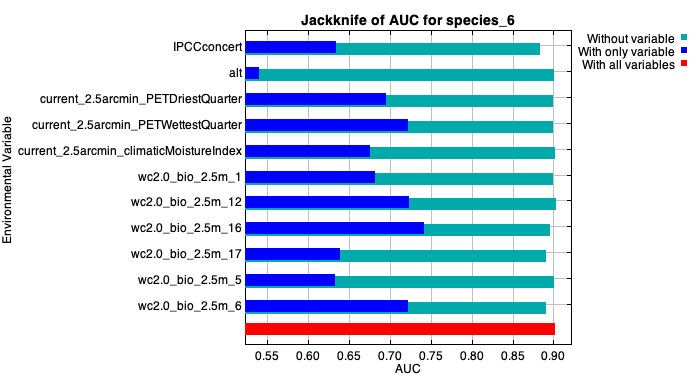 Jackknife of AUC for species_6
Without variable
With only variable
With all variables
Environmental Variable
IPCCconcert
alt
current_2.5arcmin_PETDriestQuarter
current_2.5arcmin_PETWettestQuarter
current_2.5arcmin_climaticMoistureIndex
wc2.0_bio_2.5m_1
wc2.0_bio_2.5m_12
wc2.0_bio_2.5m_16
wc2.0_bio_2.5m_17
wc2.0_bio_2.5m_5
wc2.0_bio_2.5m_6
0.55 0.60 0.65 0.70 0.75 0.80 0.85 0.90
AUC